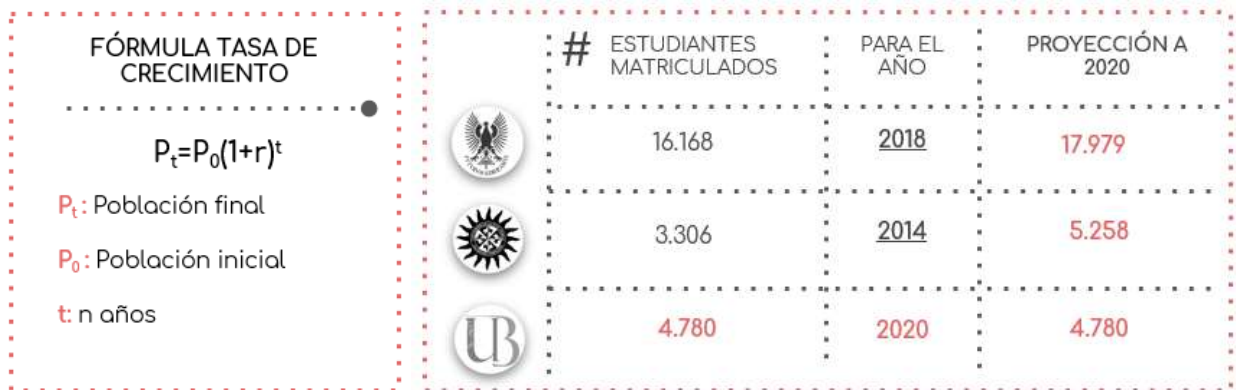 FÓRMULA TASA DE
CRECIMIENTO
Pₜ=P₀(1+r)ᵗ
Pₜ: Población final
P₀: Población inicial
t: n años
# ESTUDIANTES
MATRICULADOS
PARA EL
AÑO
PROYECCIÓN A
2020
16.168 2018 17.979
3.306 2014 5.258
UB 4.780 2020 4.780